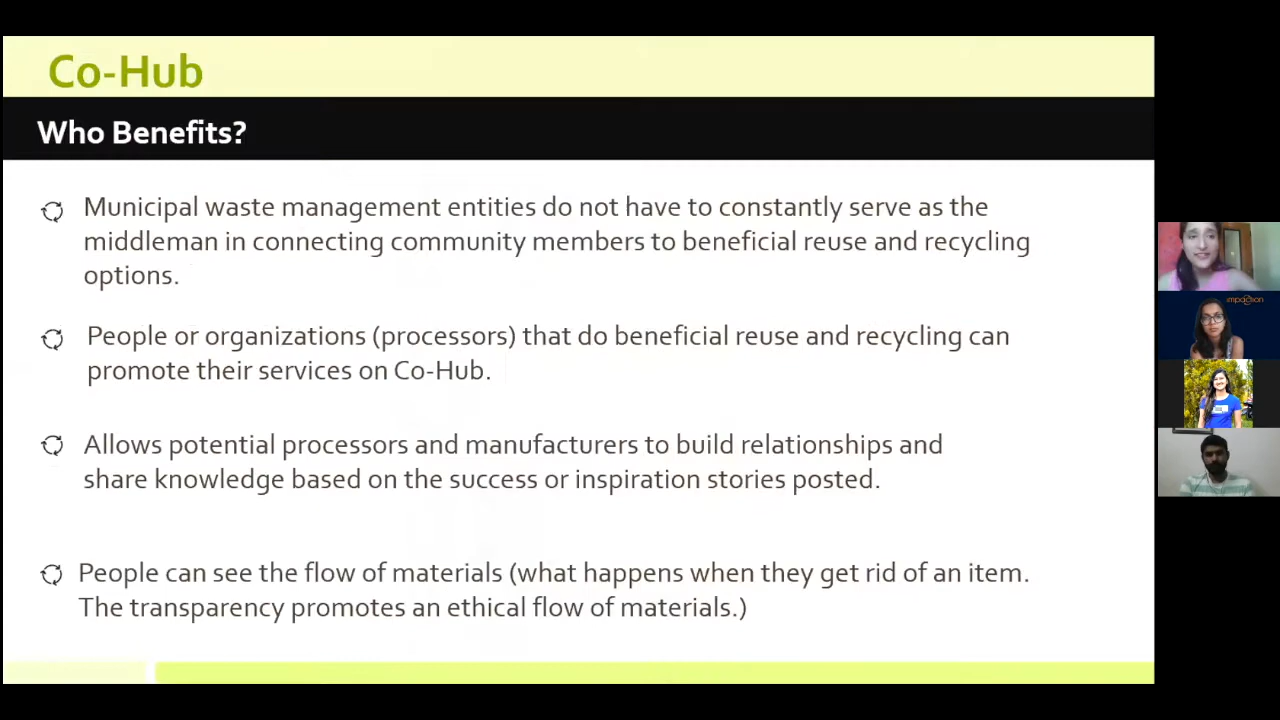 Co-Hub
Who Benefits?
Municipal waste management entities do not have to constantly serve as the
middleman in connecting community members to beneficial reuse and recycling
options.
People or organizations (processors) that do beneficial reuse and recycling can
promote their services on Co-Hub.
Allows potential processors and manufacturers to build relationships and
share knowledge based on the success or inspiration stories posted.
People can see the flow of materials (what happens when they get rid of an item.
The transparency promotes an ethical flow of materials.)